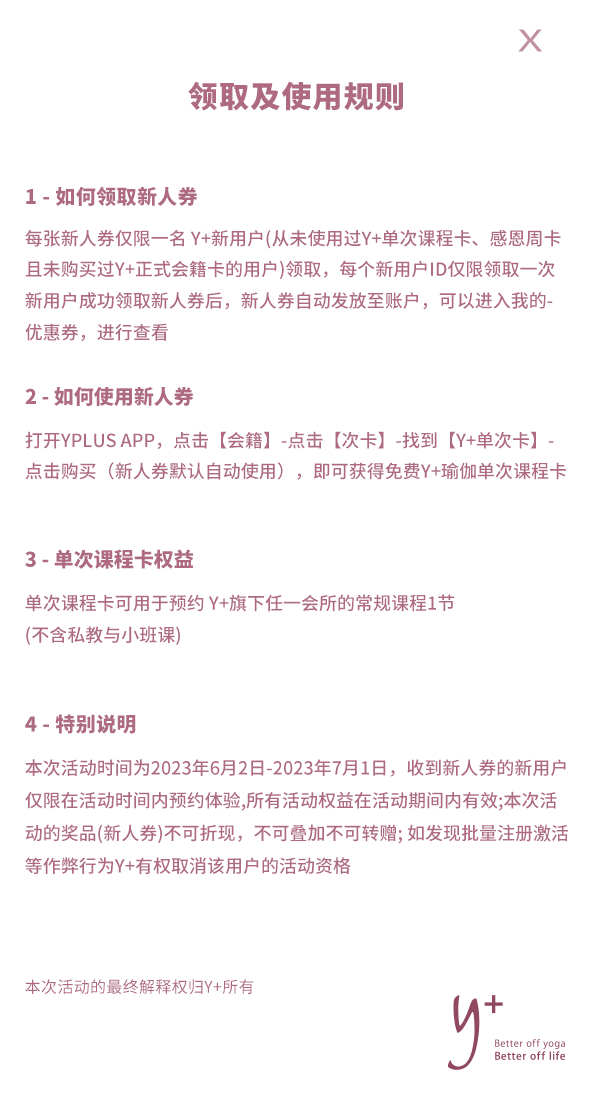 X
领取及使用规则
1 - 如何领取新人券
每张新人券仅限一名 Y+新用户(从未使用过Y+单次课程卡、感恩周卡
且未购买过Y+正式会籍卡的用户)领取，每个新用户ID仅限领取一次
新用户成功领取新人券后，新人券自动发放至账户，可以进入我的-
优惠券，进行查看
2 - 如何使用新人券
打开YPLUS APP，点击【会籍】-点击【次卡】-找到【Y+单次卡】-
点击购买（新人券默认自动使用），即可获得免费Y+瑜伽单次课程卡
3 - 单次课程卡权益
单次课程卡可用于预约 Y+旗下任一会所的常规课程1节
(不含私教与小班课)
4 - 特别说明
本次活动时间为2023年6月2日-2023年7月1日，收到新人券的新用户
仅限在活动时间内预约体验,所有活动权益在活动期间内有效;本次活
动的奖品(新人券)不可折现，不可叠加不可转赠; 如发现批量注册激活
等作弊行为Y+有权取消该用户的活动资格
本次活动的最终解释权归Y+所有
y+
Better off yoga
Better off life